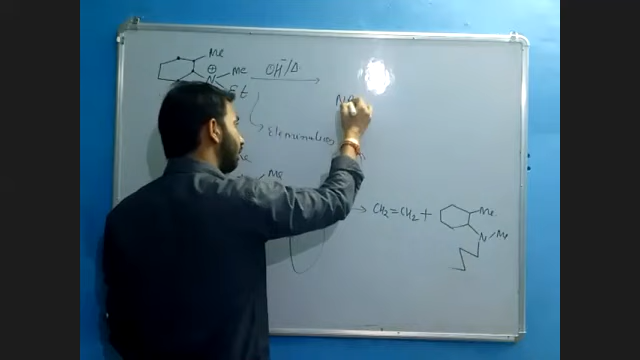 Me
⊕
N Me
Et
OH⁻/Δ
Elemination
Me
CH2=CH2 +
Me
N Me